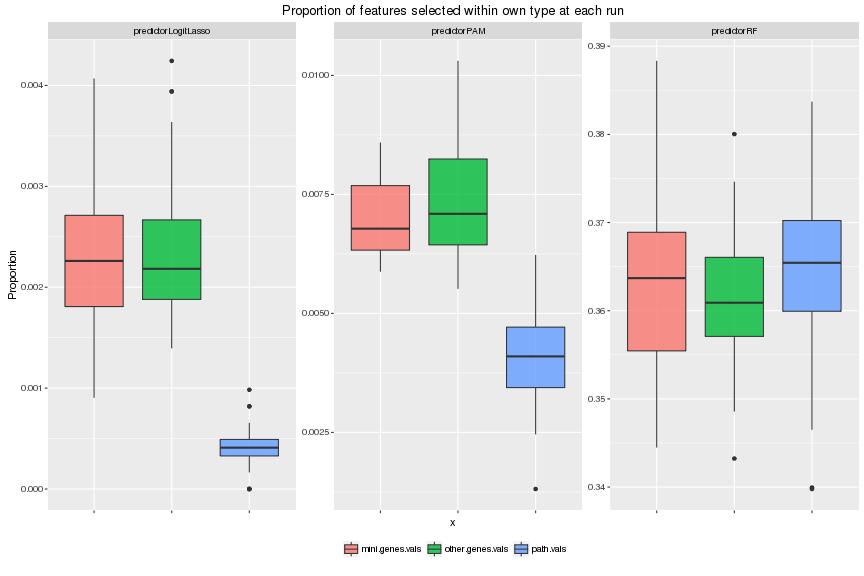 Proportion of features selected within own type at each run
predictorLogitLasso
predictorPAM
predictorRF
Proportion
0.004
0.003
0.002
0.001
0.000
0.0100
0.0075
0.0050
0.0025
0.39
0.38
0.37
0.36
0.35
0.34
x
mini.genes.vals
other.genes.vals
path.vals